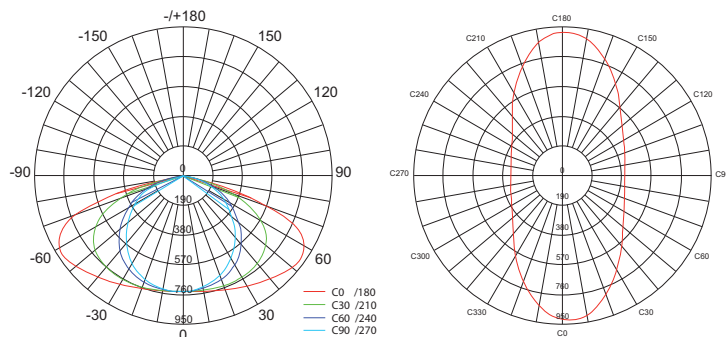 -/+180
-150 150
-120 120
-90 90
-60 60
-30 30
0
0
190
380
570
760
950
C0 /180
C30 /210
C60 /240
C90 /270
C180
C210 C150
C240 C120
C270 C9
C300 C60
C330 C30
C0
0
190
380
570
760
950